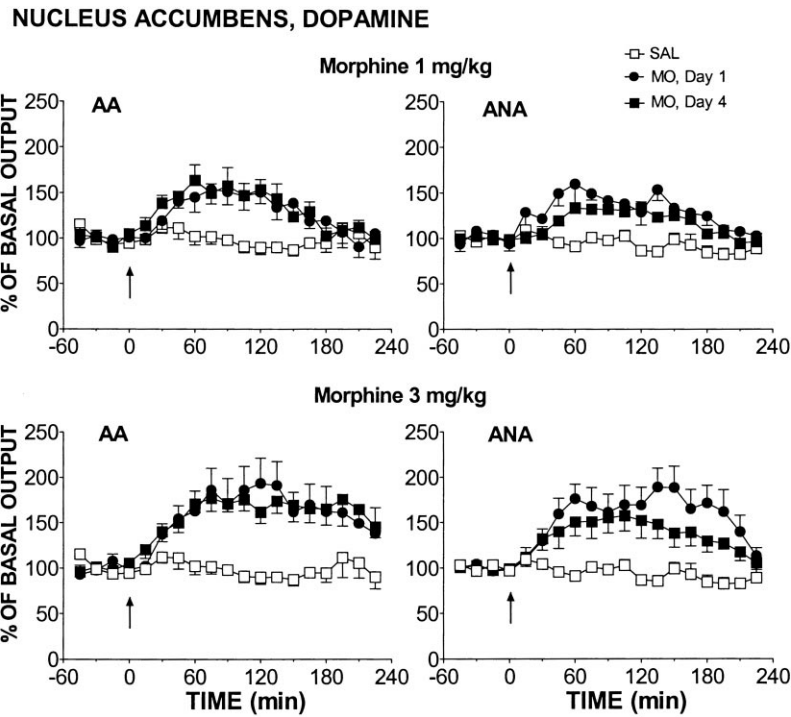 NUCLEUS ACCUMBENS, DOPAMINE
Morphine 1 mg/kg
SAL
MO, Day 1
MO, Day 4
AA
ANA
% OF BASAL OUTPUT
250
200
150
100
50
0
-60 0 60 120 180 240
250
200
150
100
50
0
-60 0 60 120 180 240
Morphine 3 mg/kg
AA
ANA
% OF BASAL OUTPUT
250
200
150
100
50
0
-60 0 60 120 180 240
TIME (min)
250
200
150
100
50
0
-60 0 60 120 180 240
TIME (min)